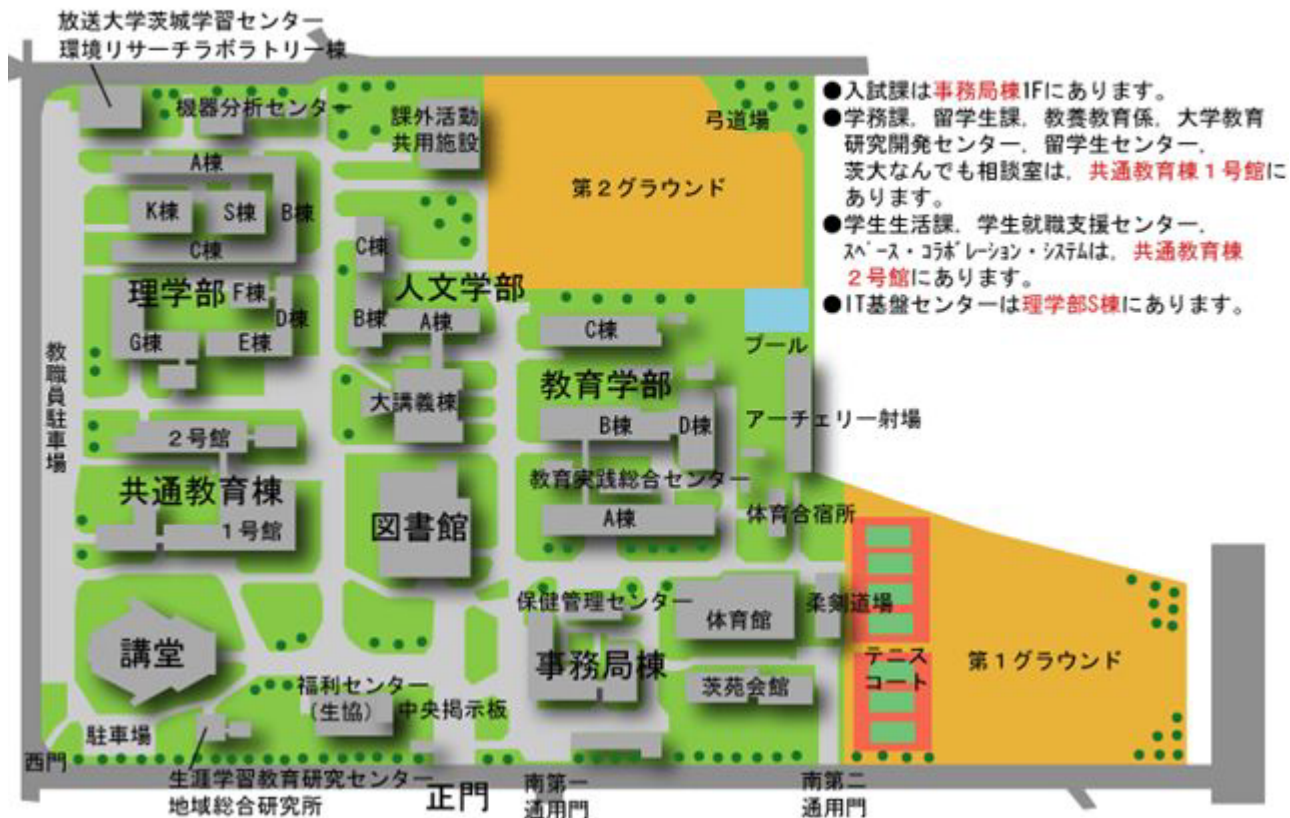 放送大学茨城学習センター
環境リサーチラボラトリー棟
機器分析センター
課外活動
共用施設
弓道場
●入試課は事務局棟1Fにあります。
●学務課, 留学生課, 教養教育係, 大学教育
研究開発センター, 留学生センター,
茨大なんでも相談室は, 共通教育棟1号館に
あります。
●学生生活課, 学生就職支援センター,
スペース・コラボレーション・システムは, 共通教育棟
2号館にあります。
●IT基盤センターは理学部S棟にあります。
A棟
K棟
S棟
B棟
C棟
理学部
F棟
D棟
G棟
E棟
第2グラウンド
C棟
人文学部
B棟
A棟
大講義棟
C棟
プール
教育学部
B棟
D棟
アーチェリー射場
教育実践総合センター
A棟
体育合宿所
教職員駐車場
2号館
共通教育棟
1号館
図書館
保健管理センター
体育館
柔剣道場
テニス
コート
第1グラウンド
講堂
事務局棟
茨苑会館
福利センター
(生協)
中央掲示板
駐車場
西門
生涯学習教育研究センター
地域総合研究所
正門
南第一
通用門
南第二
通用門